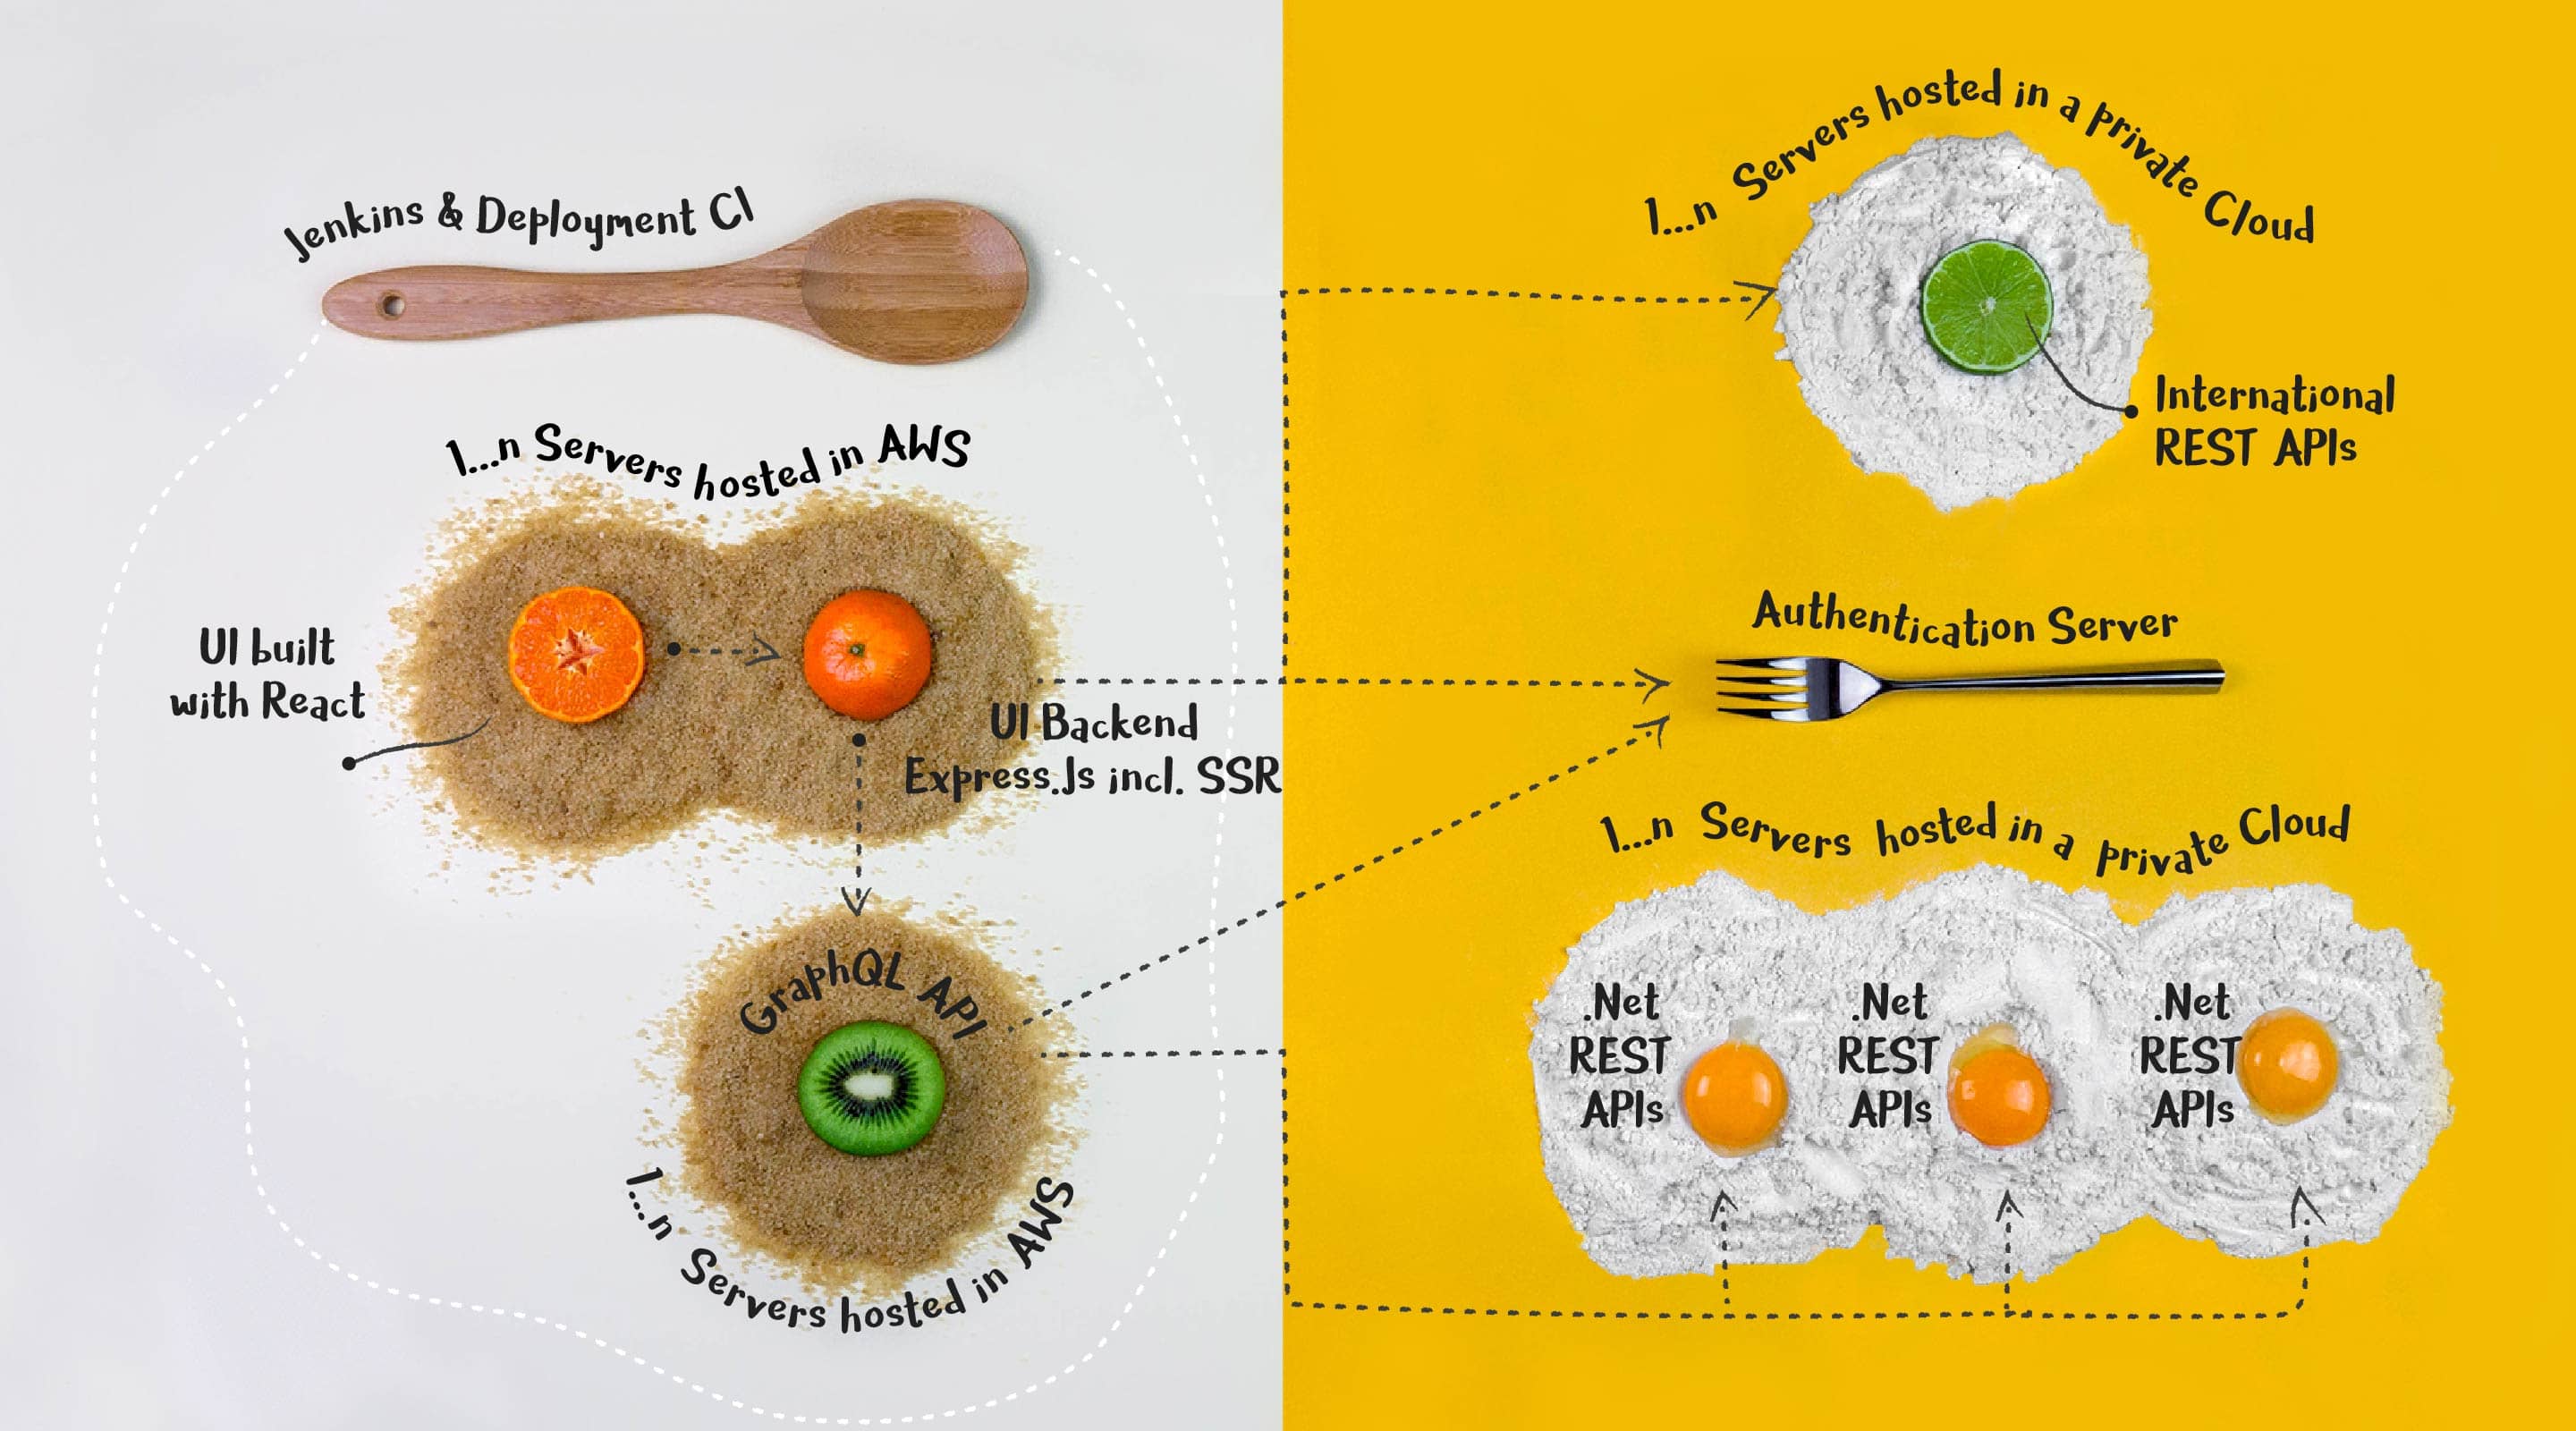 Jenkins & Deployment CI
1...n Servers hosted in AWS
UI built
with React
UI Backend
Express.Js incl. SSR
GraphQL API
1...n Servers hosted in AWS
1...n Servers hosted in a private Cloud
International
REST APIs
Authentication Server
1...n Servers hosted in a private Cloud
.Net
REST
APIs
.Net
REST
APIs
.Net
REST
APIs